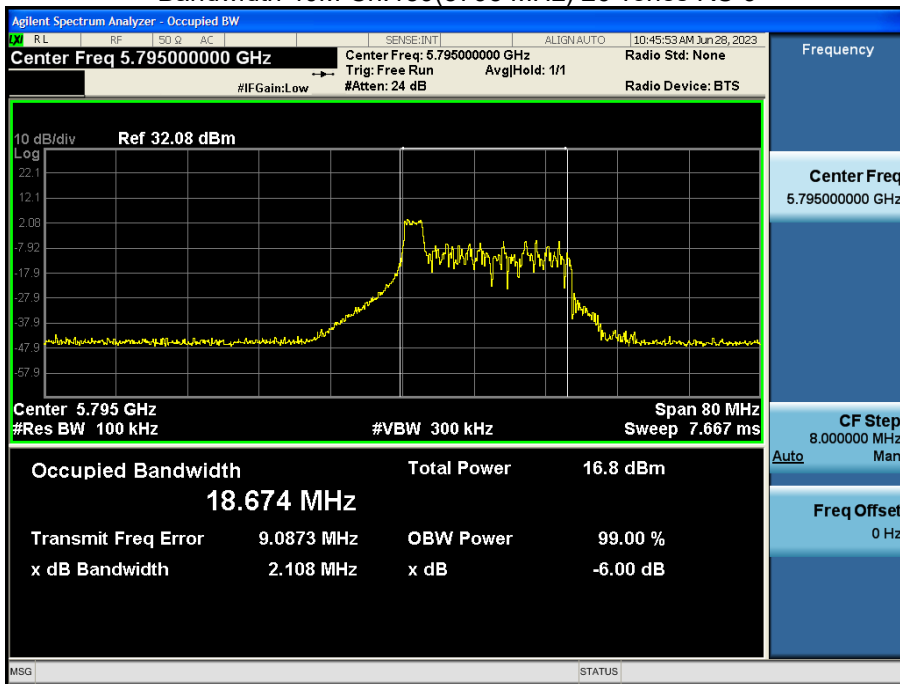 Agilent Spectrum Analyzer - Occupied BW
LXI RL RF 50 Ω AC SENSE:INT ALIGN AUTO 10:45:53 AM Jun 28, 2023
Center Freq 5.795000000 GHz
Center Freq: 5.795000000 GHz
Radio Std: None
Trig: Free Run Avg|Hold: 1/1
#IFGain:Low #Atten: 24 dB Radio Device: BTS
10 dB/div Ref 32.08 dBm
Log
22.1
12.1
2.08
-7.92
-17.9
-27.9
-37.9
-47.9
-57.9
Center 5.795 GHz Span 80 MHz
#Res BW 100 kHz #VBW 300 kHz Sweep 7.667 ms
Occupied Bandwidth Total Power 16.8 dBm
18.674 MHz
Transmit Freq Error 9.0873 MHz OBW Power 99.00 %
x dB Bandwidth 2.108 MHz x dB -6.00 dB
Frequency
Center Freq
5.795000000 GHz
CF Step
8.000000 MHz
Auto Man
Freq Offset
0 Hz
MSG STATUS